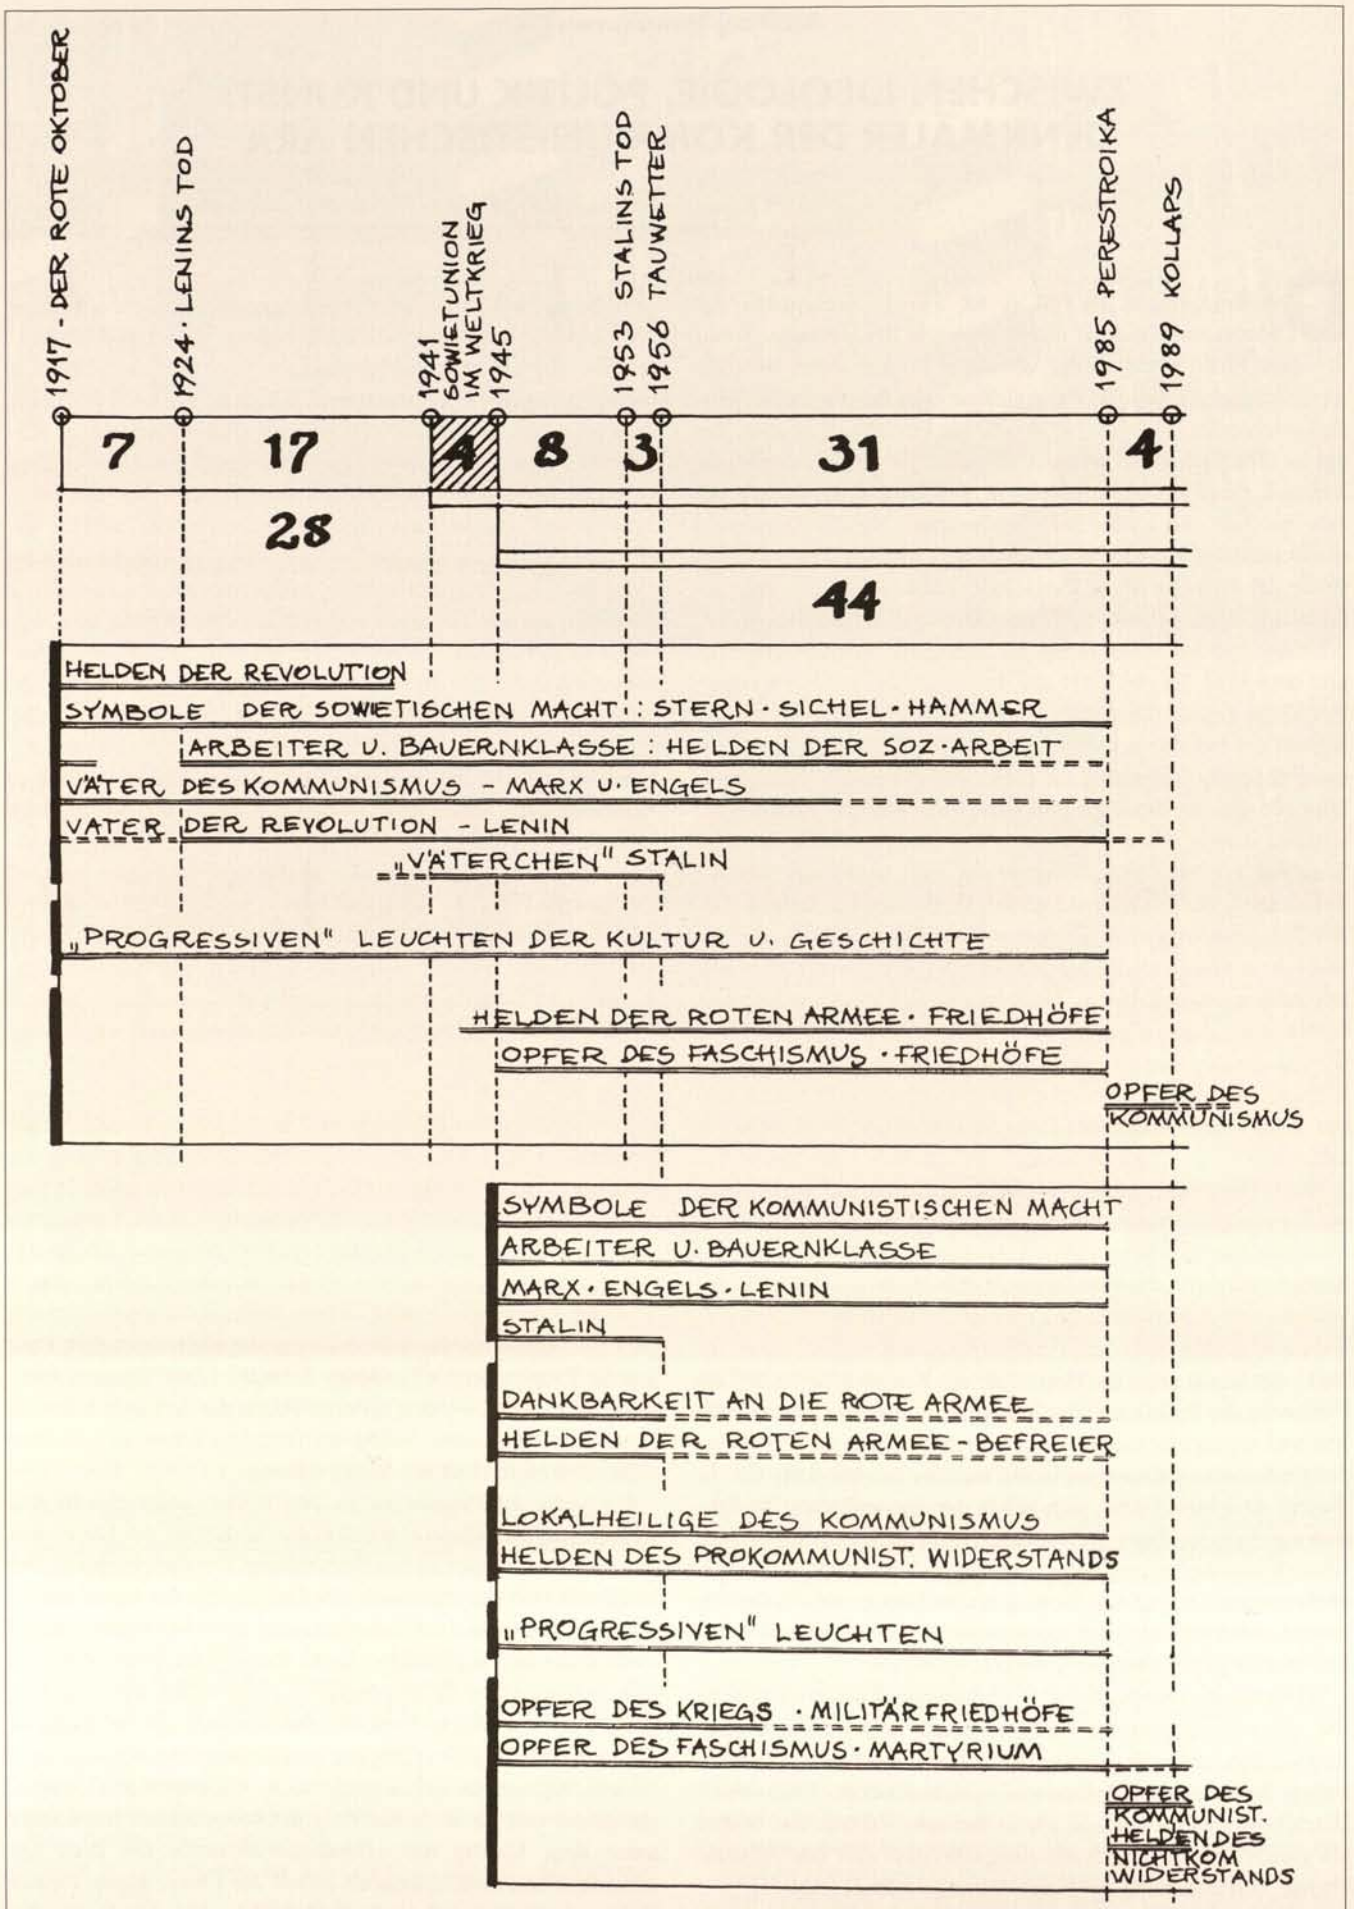 1917 - DER ROTE OKTOBER
1924 · LENINS TOD
1941
SOWIETUNION
IM WELTKRIEG
1945
1953 STALINS TOD
1956 TAUWETTER
1985 PERESTROIKA
1989 KOLLAPS
7 17 4 8 3 31 4
28
44
HELDEN DER REVOLUTION
SYMBOLE DER SOWIETISCHEN MACHT : STERN · SICHEL · HAMMER
ARBEITER U. BAUERNKLASSE : HELDEN DER SOZ · ARBEIT
VÄTER DES KOMMUNISMUS - MARX U. ENGELS
VATER DER REVOLUTION - LENIN
„VÄTERCHEN" STALIN
„PROGRESSIVEN" LEUCHTEN DER KULTUR U. GESCHICHTE
HELDEN DER ROTEN ARMEE · FRIEDHÖFE
OPFER DES FASCHISMUS · FRIEDHÖFE
OPFER DES
KOMMUNISMUS
SYMBOLE DER KOMMUNISTISCHEN MACHT
ARBEITER U. BAUERNKLASSE
MARX · ENGELS · LENIN
STALIN
DANKBARKEIT AN DIE ROTE ARMEE
HELDEN DER ROTEN ARMEE - BEFREIER
LOKALHEILIGE DES KOMMUNISMUS
HELDEN DES PROKOMMUNIST. WIDERSTANDS
„PROGRESSIVEN" LEUCHTEN
OPFER DES KRIEGS · MILITÄRFRIEDHÖFE
OPFER DES FASCHISMUS · MARTYRIUM
OPFER DES
KOMMUNIST.
HELDEN DES
NICHTKOM
WIDERSTANDS